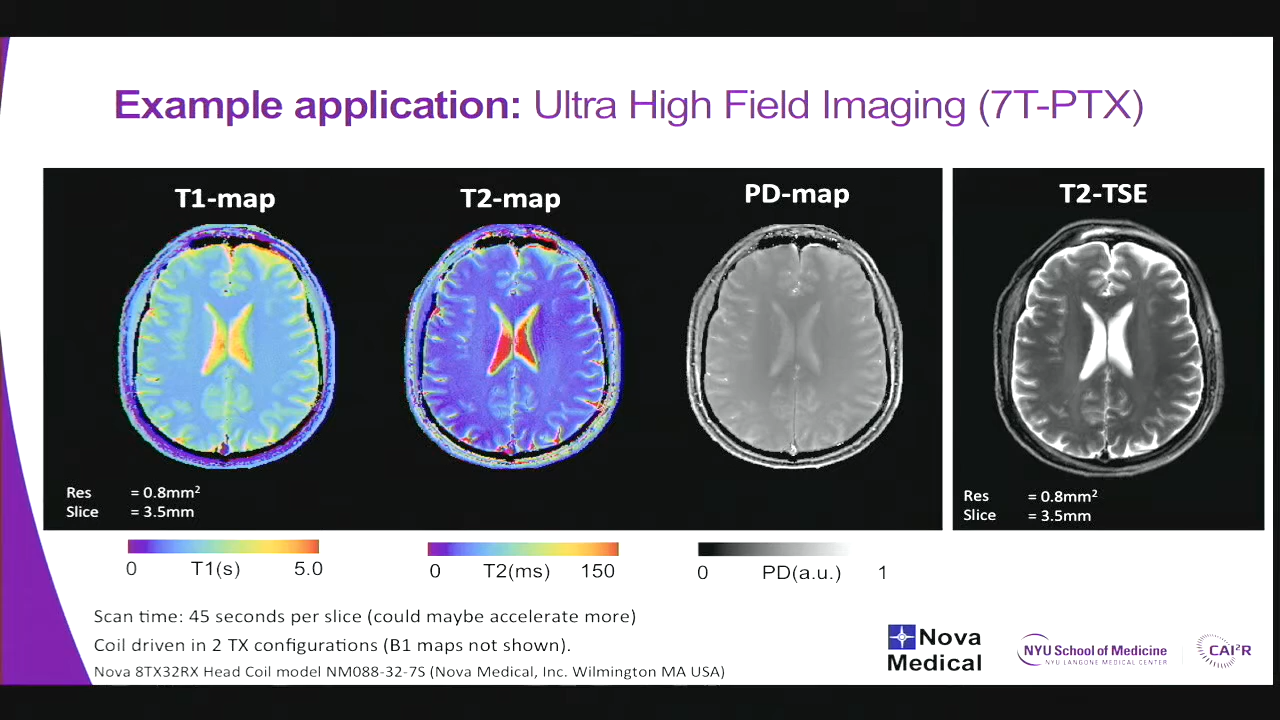 Example application: Ultra High Field Imaging (7T-PTX)
T1-map
T2-map
PD-map
T2-TSE
Res = 0.8mm²
Slice = 3.5mm
Res = 0.8mm²
Slice = 3.5mm
0 T1(s) 5.0
0 T2(ms) 150
0 PD(a.u.) 1
Scan time: 45 seconds per slice (could maybe accelerate more)
Coil driven in 2 TX configurations (B1 maps not shown).
Nova 8TX32RX Head Coil model NM088-32-7S (Nova Medical, Inc. Wilmington MA USA)
Nova
Medical
NYU School of Medicine
NYU LANGONE MEDICAL CENTER
CAI²R